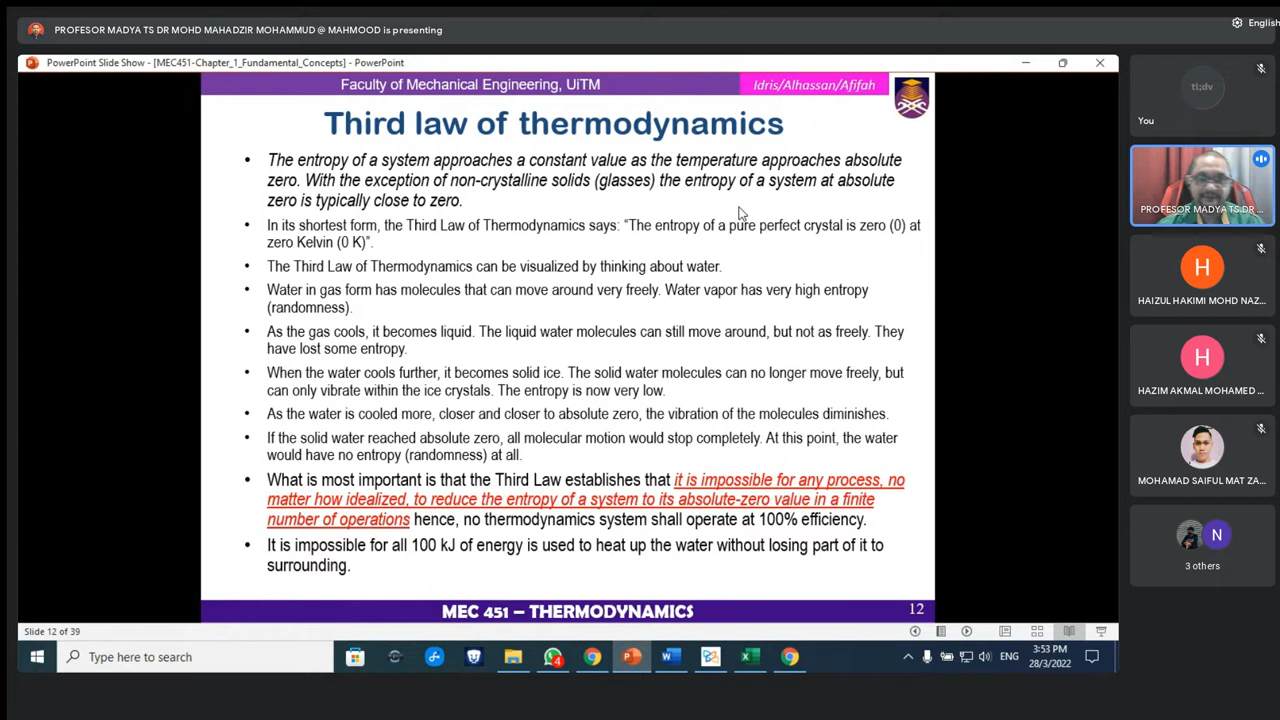 PROFESOR MADYA TS DR MOHD MAHADZIR MOHAMMUD @ MAHMOOD is presenting
English
PowerPoint Slide Show - [MEC451-Chapter_1_Fundamental_Concepts] - PowerPoint
Faculty of Mechanical Engineering, UiTM
Idris/Alhassan/Afifah
Third law of thermodynamics
• The entropy of a system approaches a constant value as the temperature approaches absolute
zero. With the exception of non-crystalline solids (glasses) the entropy of a system at absolute
zero is typically close to zero.
• In its shortest form, the Third Law of Thermodynamics says: “The entropy of a pure perfect crystal is zero (0) at
zero Kelvin (0 K)”.
• The Third Law of Thermodynamics can be visualized by thinking about water.
• Water in gas form has molecules that can move around very freely. Water vapor has very high entropy
(randomness).
• As the gas cools, it becomes liquid. The liquid water molecules can still move around, but not as freely. They
have lost some entropy.
• When the water cools further, it becomes solid ice. The solid water molecules can no longer move freely, but
can only vibrate within the ice crystals. The entropy is now very low.
• As the water is cooled more, closer and closer to absolute zero, the vibration of the molecules diminishes.
• If the solid water reached absolute zero, all molecular motion would stop completely. At this point, the water
would have no entropy (randomness) at all.
• What is most important is that the Third Law establishes that it is impossible for any process, no
matter how idealized, to reduce the entropy of a system to its absolute-zero value in a finite
number of operations hence, no thermodynamics system shall operate at 100% efficiency.
• It is impossible for all 100 kJ of energy is used to heat up the water without losing part of it to
surrounding.
MEC 451 – THERMODYNAMICS
12
Slide 12 of 39
Type here to search
4
ENG
3:53 PM
28/3/2022
tl;dv
You
PROFESOR MADYA TS DR ...
H
HAIZUL HAKIMI MOHD NAZ...
H
HAZIM AKMAL MOHAMED ...
MOHAMAD SAIFUL MAT ZA...
N
3 others